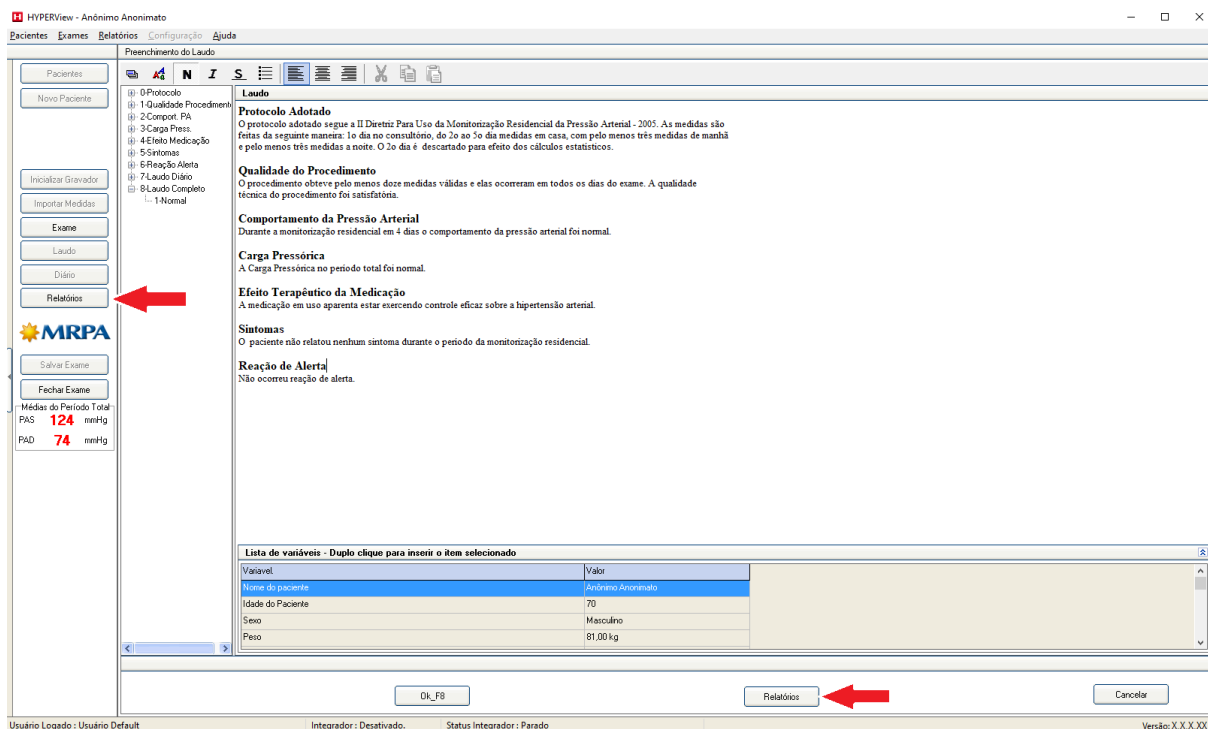 HYPERView - Anônimo Anonimato
Pacientes Exames Relatórios Configuração Ajuda
Preenchimento do Laudo
Pacientes
Novo Paciente
Inicializar Gravador
Importar Medidas
Exame
Laudo
Diário
Relatórios
MRPA
Salvar Exame
Fechar Exame
Médias do Período Total
PAS 124 mmHg
PAD 74 mmHg
N I S
0-Protocolo
1-Qualidade Procediment
2-Comport. PA
3-Carga Press.
4-Efeito Medicação
5-Sintomas
6-Reação Alerta
7-Laudo Diário
8-Laudo Completo
1-Normal
Laudo
Protocolo Adotado
O protocolo adotado segue a II Diretriz Para Uso da Monitorização Residencial da Pressão Arterial - 2005. As medidas são
feitas da seguinte maneira: 1o dia no consultório, do 2o ao 5o dia medidas em casa, com pelo menos três medidas de manhã
e pelo menos três medidas a noite. O 2o dia é descartado para efeito dos cálculos estatísticos.
Qualidade do Procedimento
O procedimento obteve pelo menos doze medidas válidas e elas ocorreram em todos os dias do exame. A qualidade
técnica do procedimento foi satisfatória.
Comportamento da Pressão Arterial
Durante a monitorização residencial em 4 dias o comportamento da pressão arterial foi normal.
Carga Pressórica
A Carga Pressórica no período total foi normal.
Efeito Terapêutico da Medicação
A medicação em uso aparenta estar exercendo controle eficaz sobre a hipertensão arterial.
Sintomas
O paciente não relatou nenhum sintoma durante o período da monitorização residencial.
Reação de Alerta
Não ocorreu reação de alerta.
Lista de variáveis - Duplo clique para inserir o item selecionado
Variavel Valor
Nome do paciente Anônimo Anonimato
Idade do Paciente 70
Sexo Masculino
Peso 81,00 kg
Ok_F8 Relatórios Cancelar
Usuário Logado : Usuário Default Integrador : Desativado. Status Integrador : Parado Versão: X.X.X.XX